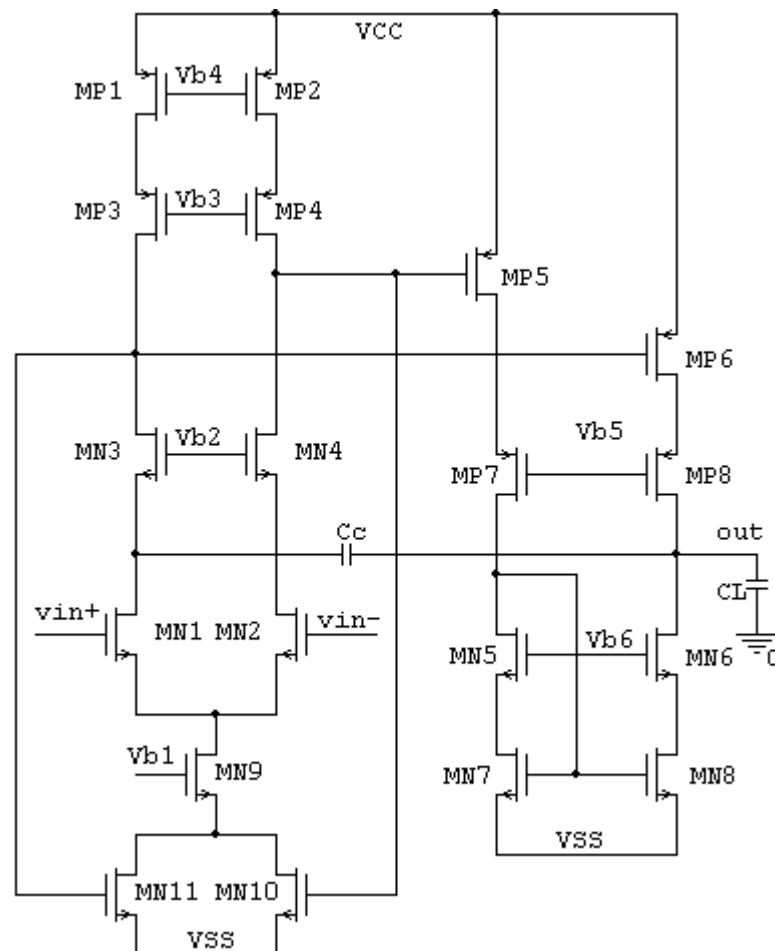 VCC
MP1 Vb4 MP2
MP3 Vb3 MP4
MP5
MP6
MN3 Vb2 MN4
Vb5
MP7 MP8
Cc
out
CL
vin+ MN1 MN2 vin-
MN5 Vb6 MN6
0
Vb1 MN9
MN7 MN8
VSS
MN11 MN10
VSS